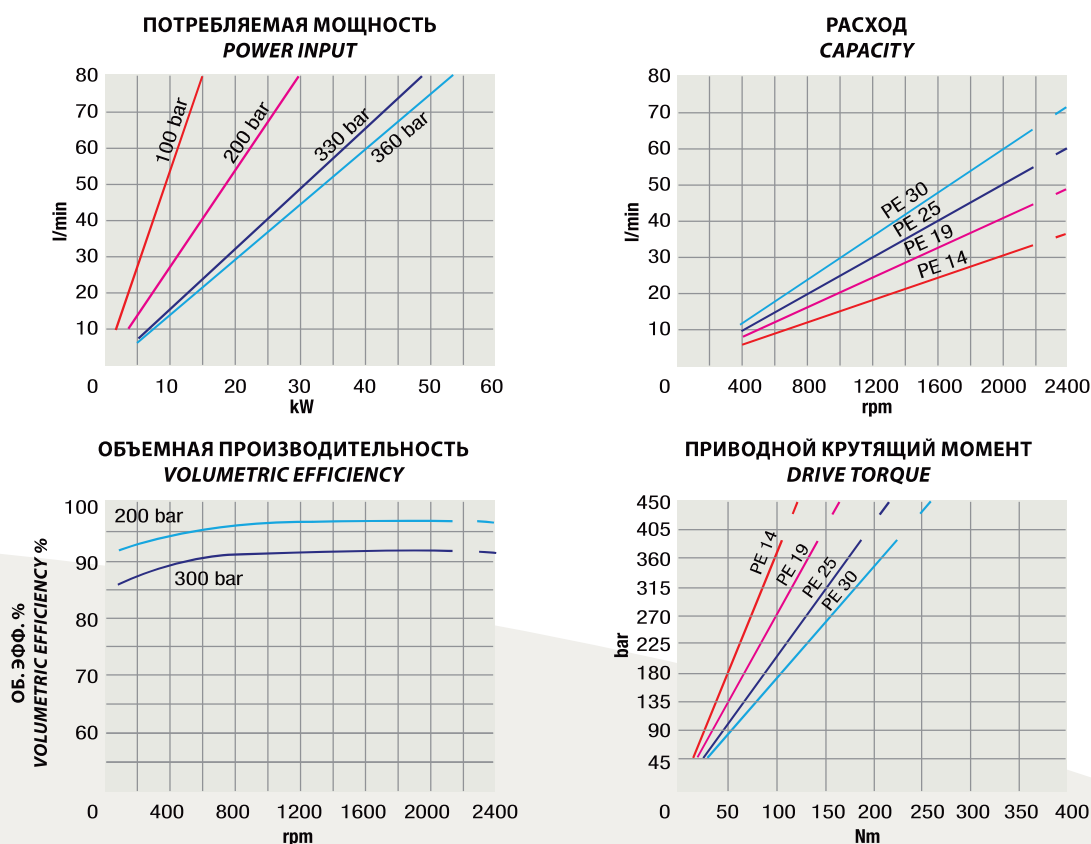 ПОТРЕБЛЯЕМАЯ МОЩНОСТЬ
POWER INPUT
80
70
60
50
40
30
20
10
l/min
100 bar
200 bar
330 bar
360 bar
0 10 20 30 40 50 60
kW
РАСХОД
CAPACITY
80
70
60
50
40
30
20
10
l/min
PE 30
PE 25
PE 19
PE 14
0 400 800 1200 1600 2000 2400
rpm
ОБЪЕМНАЯ ПРОИЗВОДИТЕЛЬНОСТЬ
VOLUMETRIC EFFICIENCY
100
90
80
70
60
ОБ. ЭФФ. %
VOLUMETRIC EFFICIENCY %
200 bar
300 bar
0 400 800 1200 1600 2000 2400
rpm
ПРИВОДНОЙ КРУТЯЩИЙ МОМЕНТ
DRIVE TORQUE
450
405
360
315
270
225
180
135
90
45
bar
PE 14
PE 19
PE 25
PE 30
0 50 100 150 200 250 300 350 400
Nm